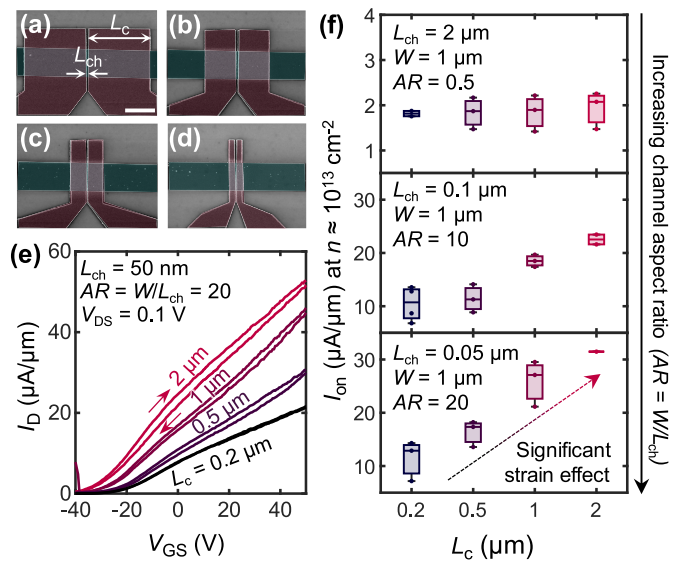 (a)
L_c
L_ch
(b)
(c)
(d)
(e)
60
40
20
0
I_D (µA/µm)
L_ch = 50 nm
AR = W/L_ch = 20
V_DS = 0.1 V
2 µm
1 µm
0.5 µm
L_c = 0.2 µm
-40
-20
0
20
40
V_GS (V)
(f)
L_ch = 2 µm
W = 1 µm
AR = 0.5
4
3
2
1
L_ch = 0.1 µm
W = 1 µm
AR = 10
30
20
10
L_ch = 0.05 µm
W = 1 µm
AR = 20
30
20
10
Significant
strain effect
I_on (µA/µm) at n ≈ 10¹³ cm⁻²
0.2
0.5
1
2
L_c (µm)
Increasing channel aspect ratio (AR = W/L_ch)